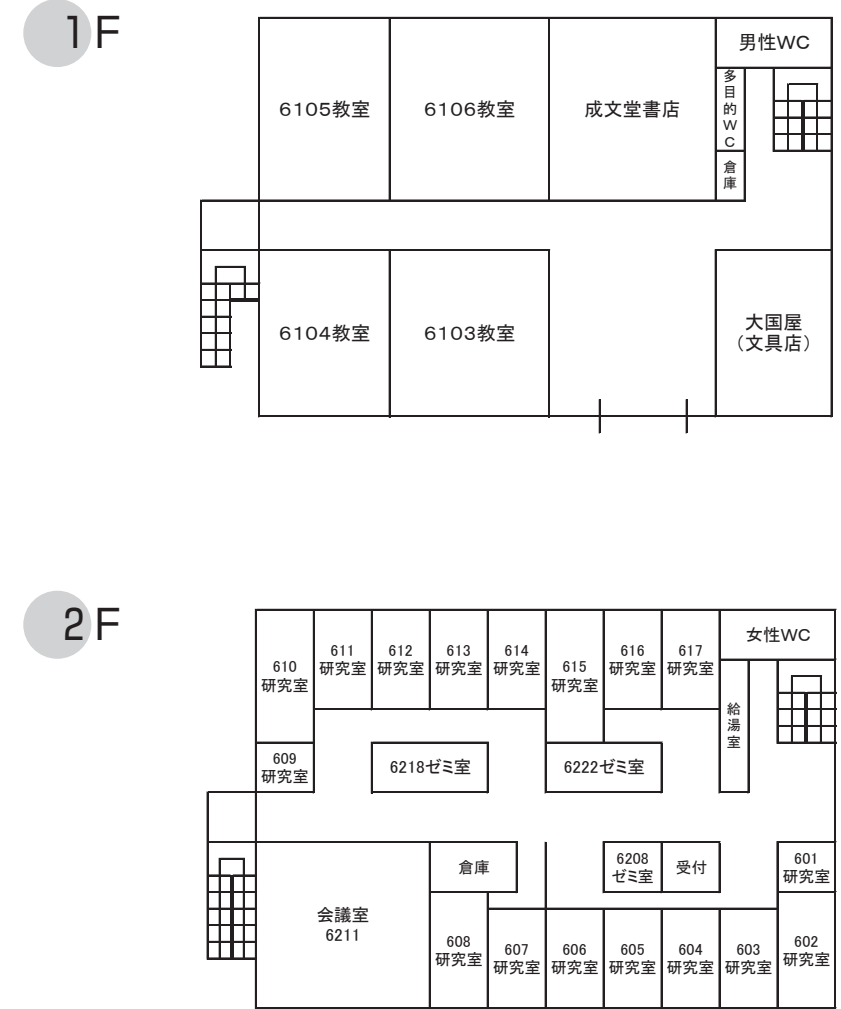 1F
男性WC
6105教室
6106教室
成文堂書店
多目的WC
倉庫
6104教室
6103教室
大国屋
（文具店）
2F
女性WC
610
研究室
611
研究室
612
研究室
613
研究室
614
研究室
615
研究室
616
研究室
617
研究室
給湯室
609
研究室
6218ゼミ室
6222ゼミ室
倉庫
6208
ゼミ室
受付
601
研究室
会議室
6211
608
研究室
607
研究室
606
研究室
605
研究室
604
研究室
603
研究室
602
研究室